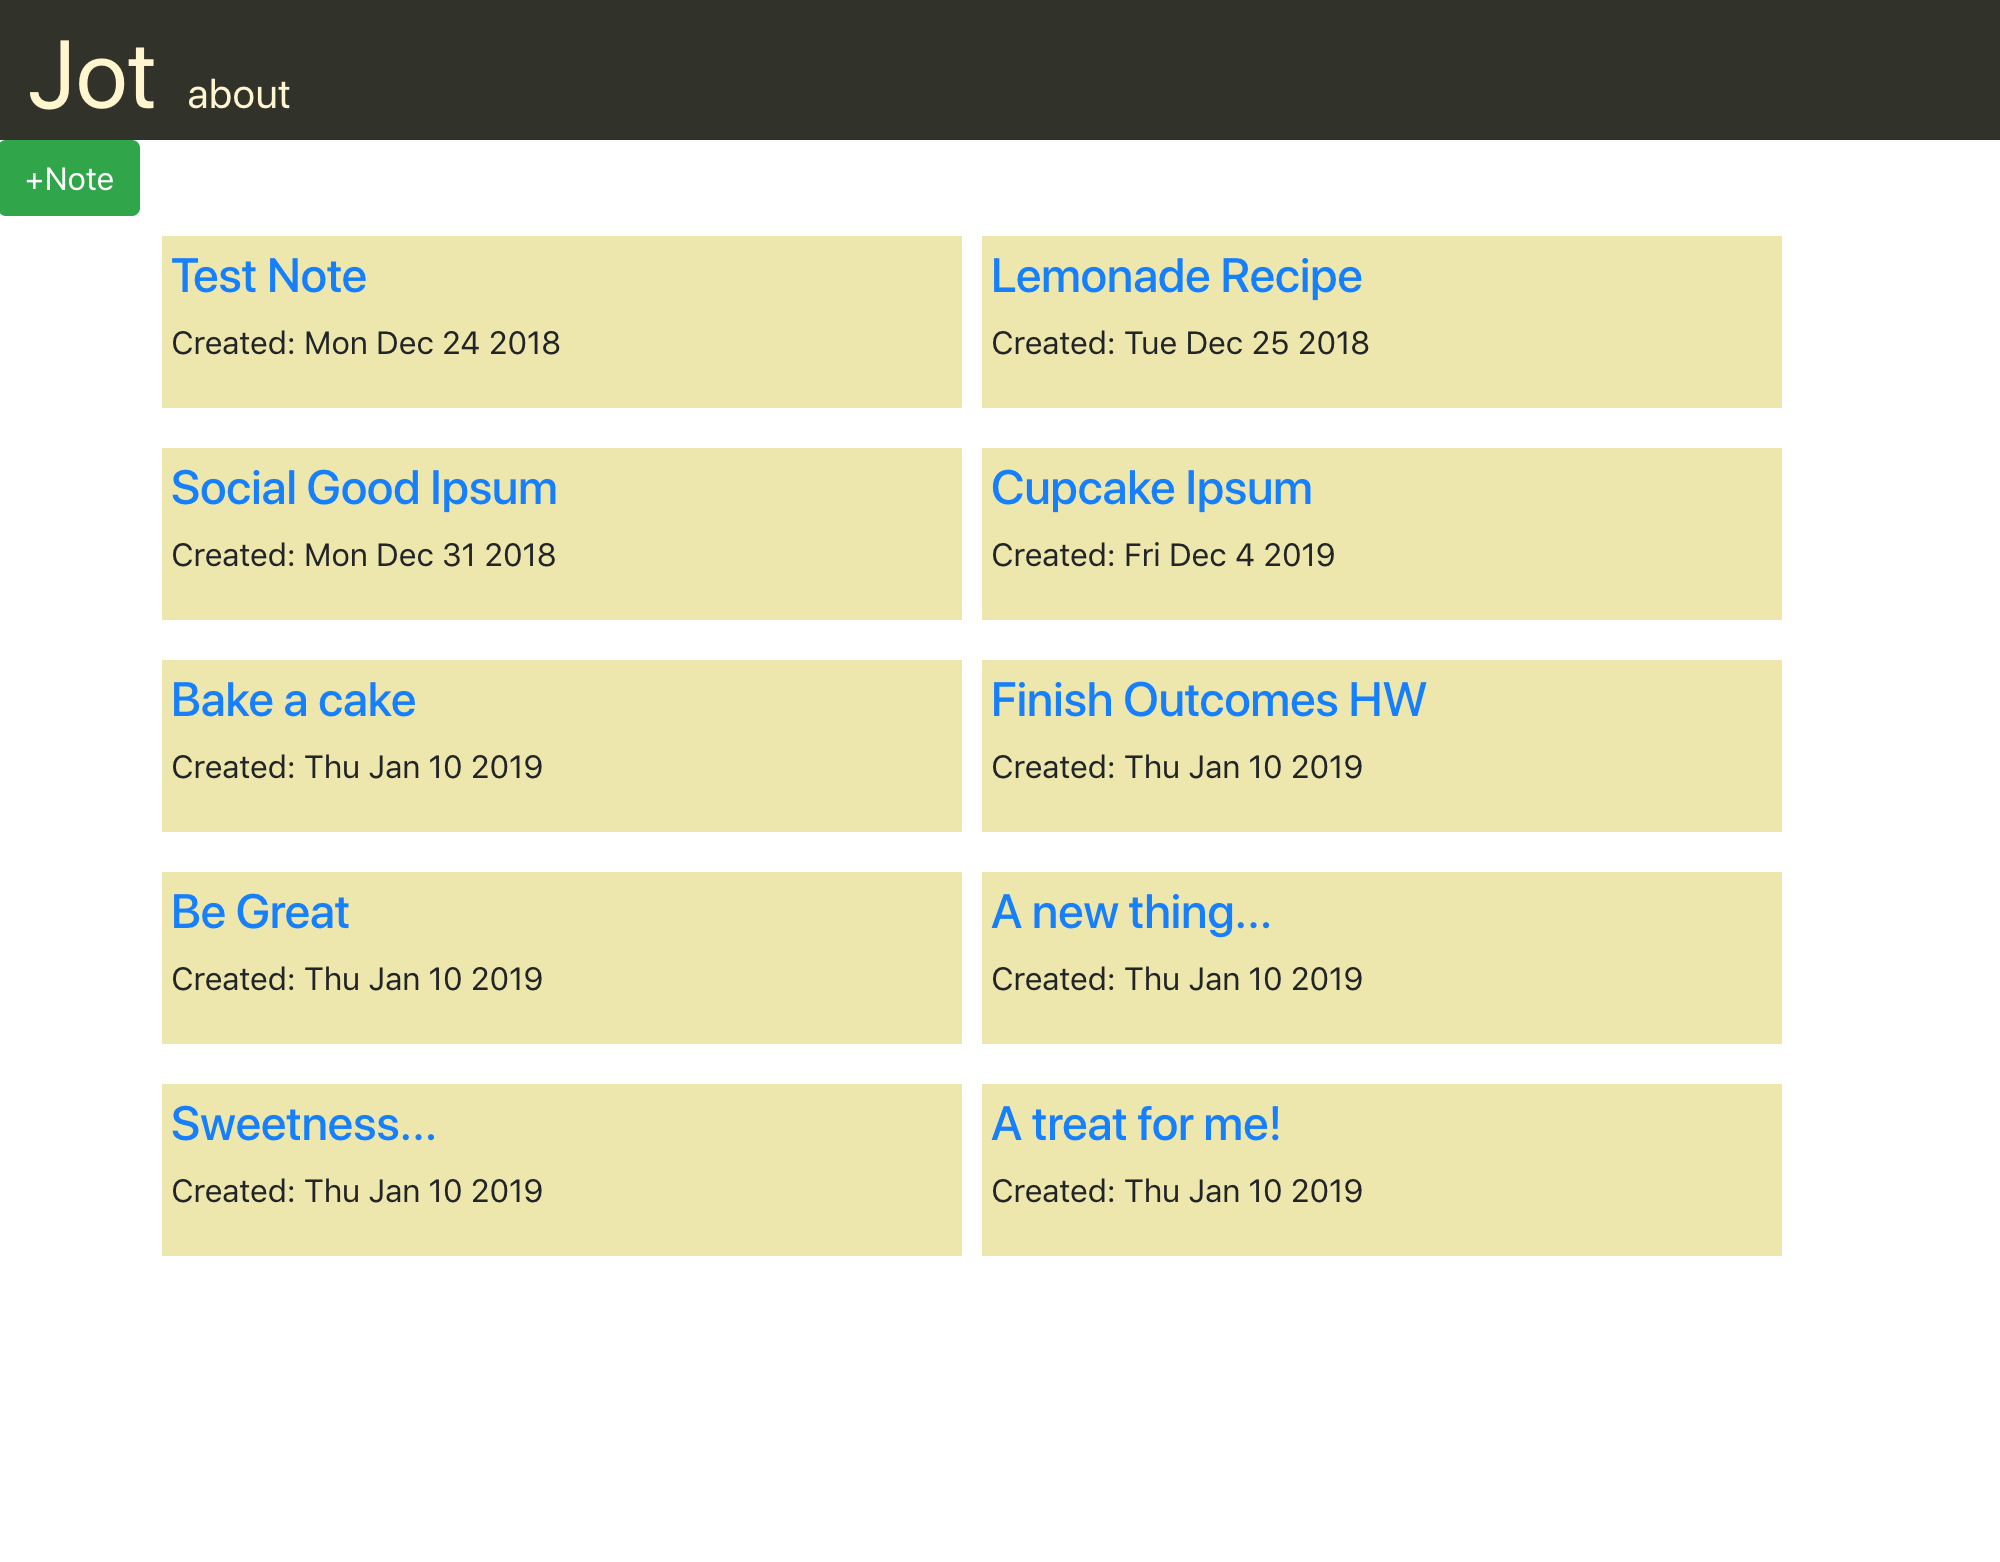 Jot about
+Note
Test Note
Created: Mon Dec 24 2018
Lemonade Recipe
Created: Tue Dec 25 2018
Social Good Ipsum
Created: Mon Dec 31 2018
Cupcake Ipsum
Created: Fri Dec 4 2019
Bake a cake
Created: Thu Jan 10 2019
Finish Outcomes HW
Created: Thu Jan 10 2019
Be Great
Created: Thu Jan 10 2019
A new thing...
Created: Thu Jan 10 2019
Sweetness...
Created: Thu Jan 10 2019
A treat for me!
Created: Thu Jan 10 2019